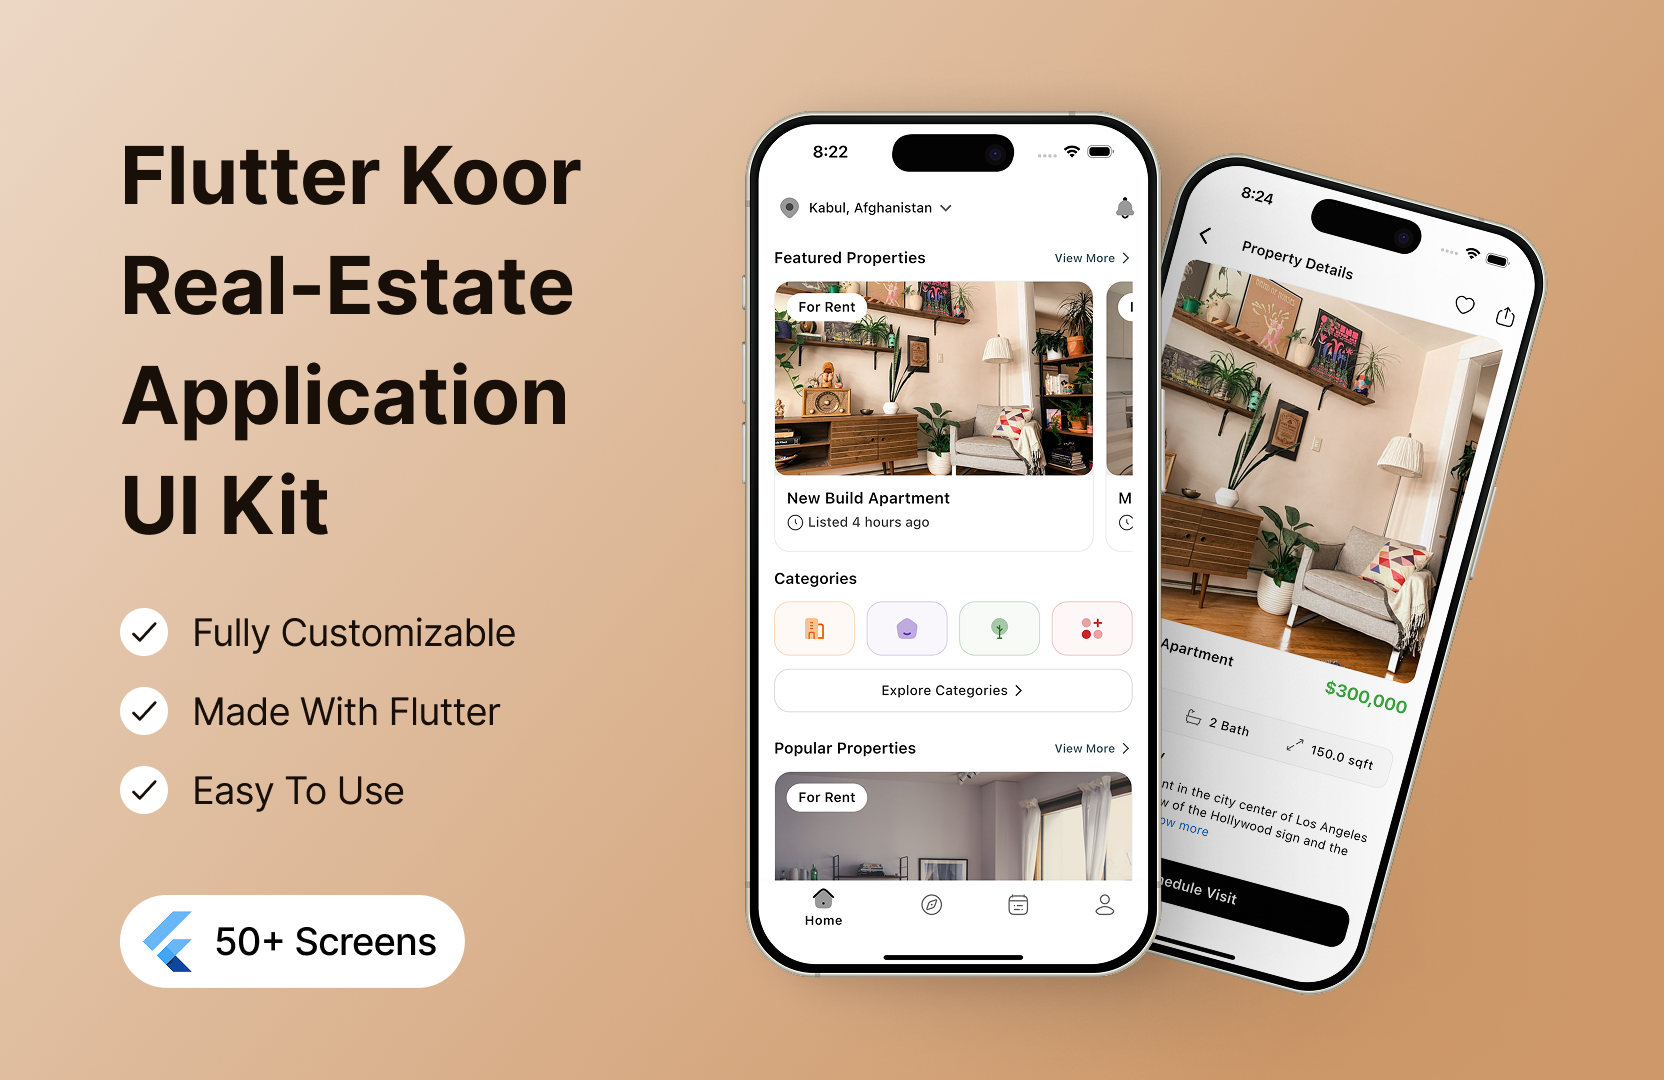 Flutter Koor
Real-Estate
Application
UI Kit
Fully Customizable
Made With Flutter
Easy To Use
50+ Screens
8:22
Kabul, Afghanistan
Featured Properties
View More
For Rent
New Build Apartment
Listed 4 hours ago
M
Categories
Explore Categories
Popular Properties
View More
For Rent
Home
8:24
Property Details
Apartment
$300,000
2 Bath
150.0 sqft
nt in the city center of Los Angeles
w of the Hollywood sign and the
ow more
edule Visit